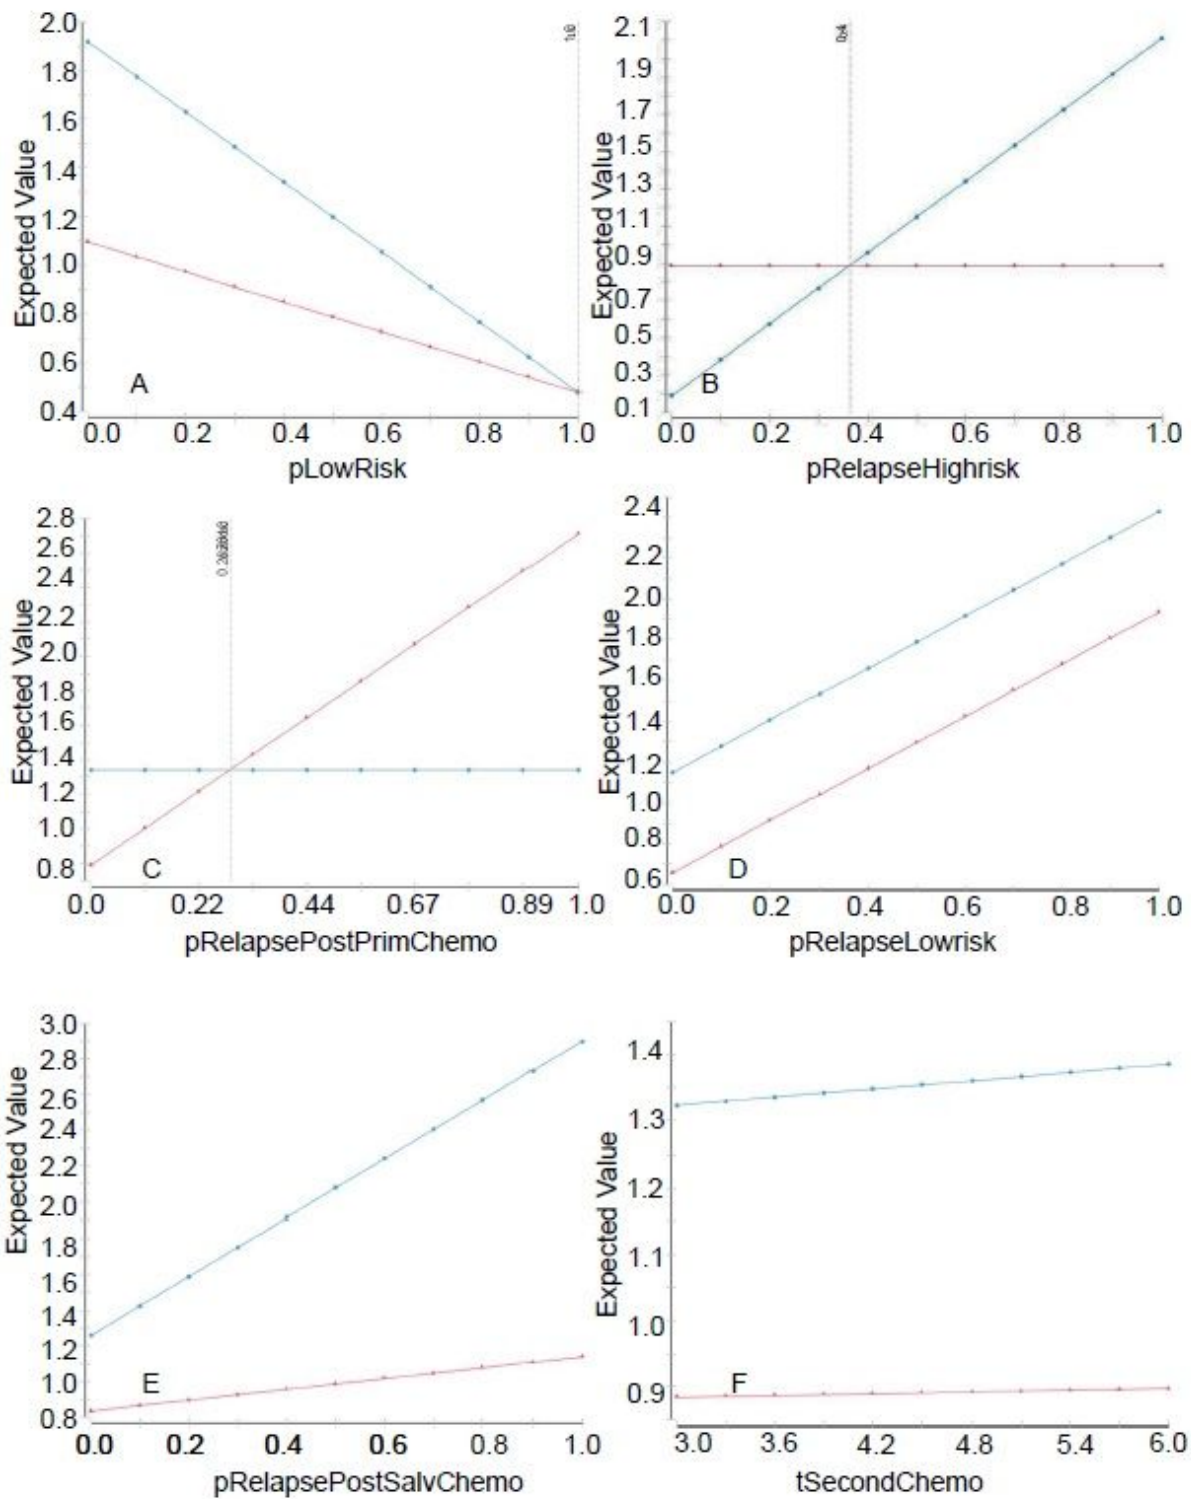 2.0
1.8
1.6
1.4
1.2
1.0
0.8
0.6
0.4
Expected Value
A
0.0 0.2 0.4 0.6 0.8 1.0
pLowRisk
2.1
1.9
1.7
1.5
1.3
1.1
0.9
0.7
0.5
0.3
0.1
Expected Value
B
0.0 0.2 0.4 0.6 0.8 1.0
pRelapseHighrisk
2.8
2.6
2.4
2.2
2.0
1.8
1.6
1.4
1.2
1.0
0.8
Expected Value
C
0.0 0.22 0.44 0.67 0.89 1.0
pRelapsePostPrimChemo
2.4
2.2
2.0
1.8
1.6
1.4
1.2
1.0
0.8
0.6
Expected Value
D
0.0 0.2 0.4 0.6 0.8 1.0
pRelapseLowrisk
3.0
2.8
2.6
2.4
2.2
2.0
1.8
1.6
1.4
1.2
1.0
0.8
Expected Value
E
0.0 0.2 0.4 0.6 0.8 1.0
pRelapsePostSalvChemo
1.4
1.3
1.2
1.1
1.0
0.9
Expected Value
F
3.0 3.6 4.2 4.8 5.4 6.0
tSecondChemo